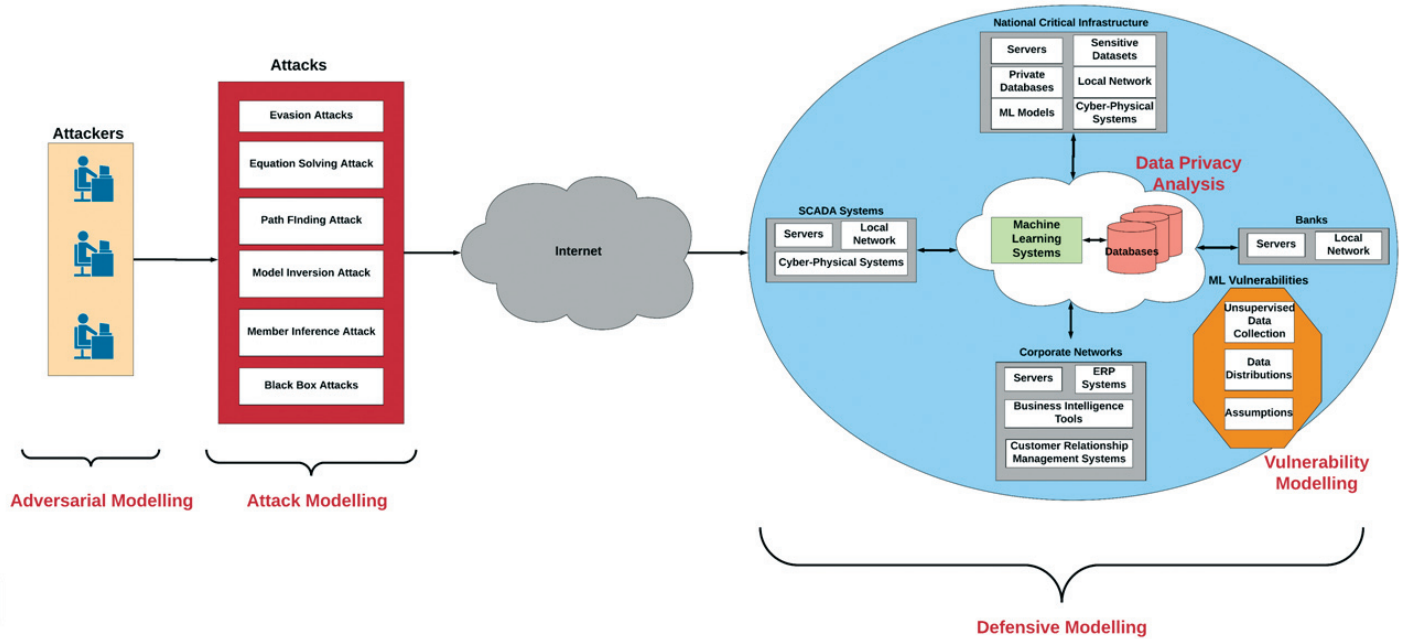 Attackers
Attacks
Evasion Attacks
Equation Solving Attack
Path FInding Attack
Model Inversion Attack
Member Inference Attack
Black Box Attacks
Adversarial Modelling
Attack Modelling
Internet
National Critical Infrastructure
Servers
Sensitive
Datasets
Private
Databases
Local Network
ML Models
Cyber-Physical
Systems
Data Privacy
Analysis
SCADA Systems
Servers
Local
Network
Cyber-Physical Systems
Machine
Learning
Systems
Databases
Banks
Servers
Local
Network
ML Vulnerabilities
Unsupervised
Data
Collection
Data
Distributions
Assumptions
Vulnerability
Modelling
Corporate Networks
Servers
ERP
Systems
Business Intelligence
Tools
Customer Relationship
Management Systems
Defensive Modelling